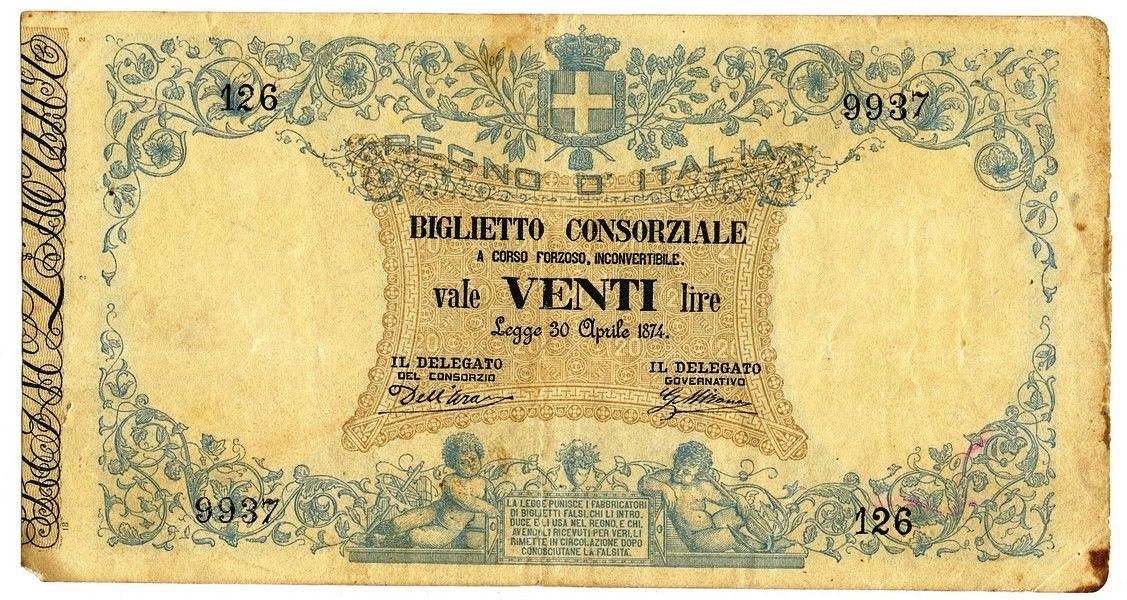 126
9937
REGNO D'ITALIA
BIGLIETTO CONSORZIALE
A CORSO FORZOSO, INCONVERTIBILE.
vale VENTI lire
Legge 30 Aprile 1874.
IL DELEGATO
DEL CONSORZIO
Dell'Ara
IL DELEGATO
GOVERNATIVO
9937
126
LA LEGGE PUNISCE I FABBRICATORI
DI BIGLIETTI FALSI, CHI LI INTRO.
DUCE E LI USA NEL REGNO, E CHI,
AVENDOLI RICEVUTI PER VERI, LI
RIMETTE IN CIRCOLAZIONE DOPO
CONOSCIUTANE LA FALSITÀ.